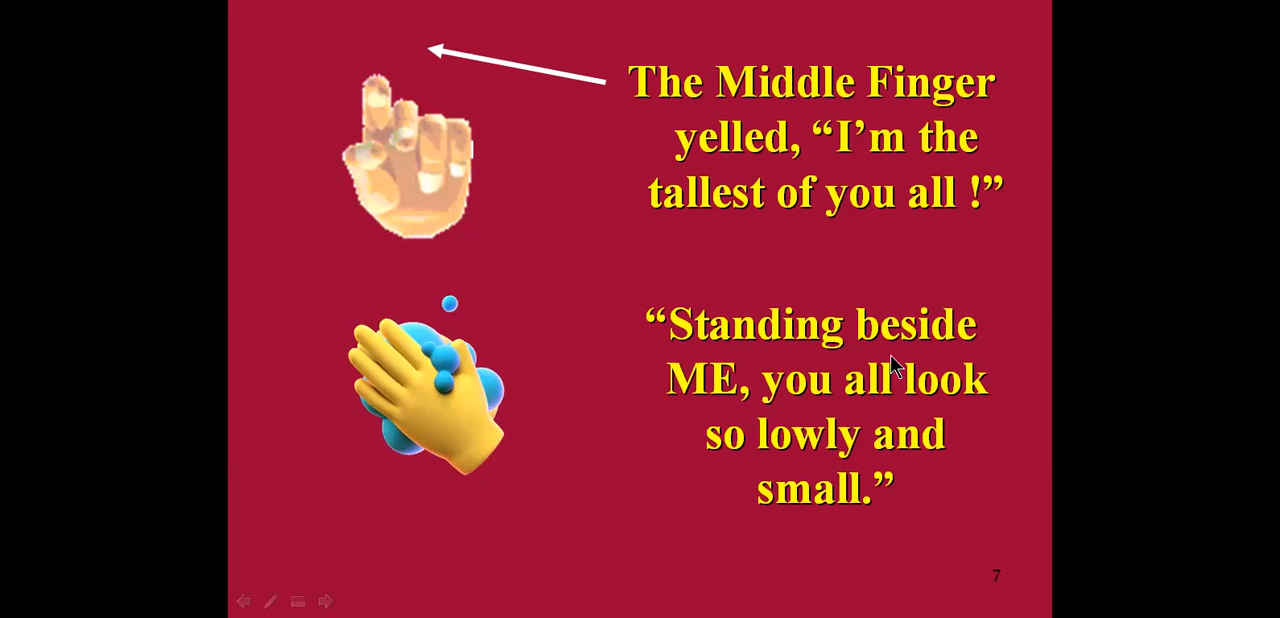 The Middle Finger
yelled, “I’m the
tallest of you all !”
“Standing beside
ME, you all look
so lowly and
small.”
7